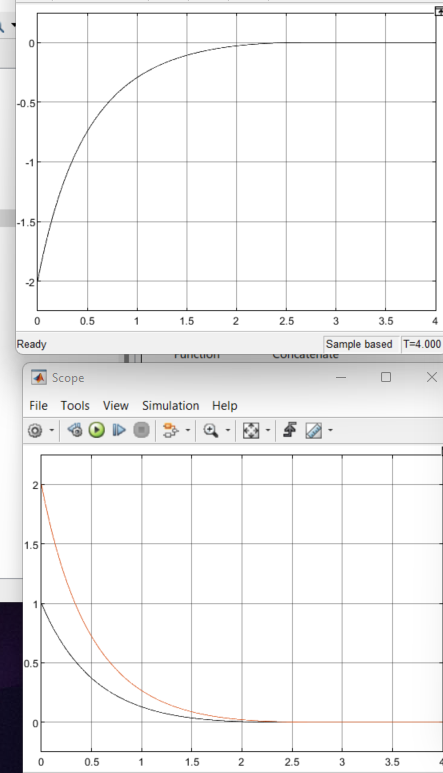 0
-0.5
-1
-1.5
-2
0 0.5 1 1.5 2 2.5 3 3.5 4
Ready Sample based T=4.000
Function Concatenate
Scope
File Tools View Simulation Help
2
1.5
1
0.5
0
0 0.5 1 1.5 2 2.5 3 3.5 4